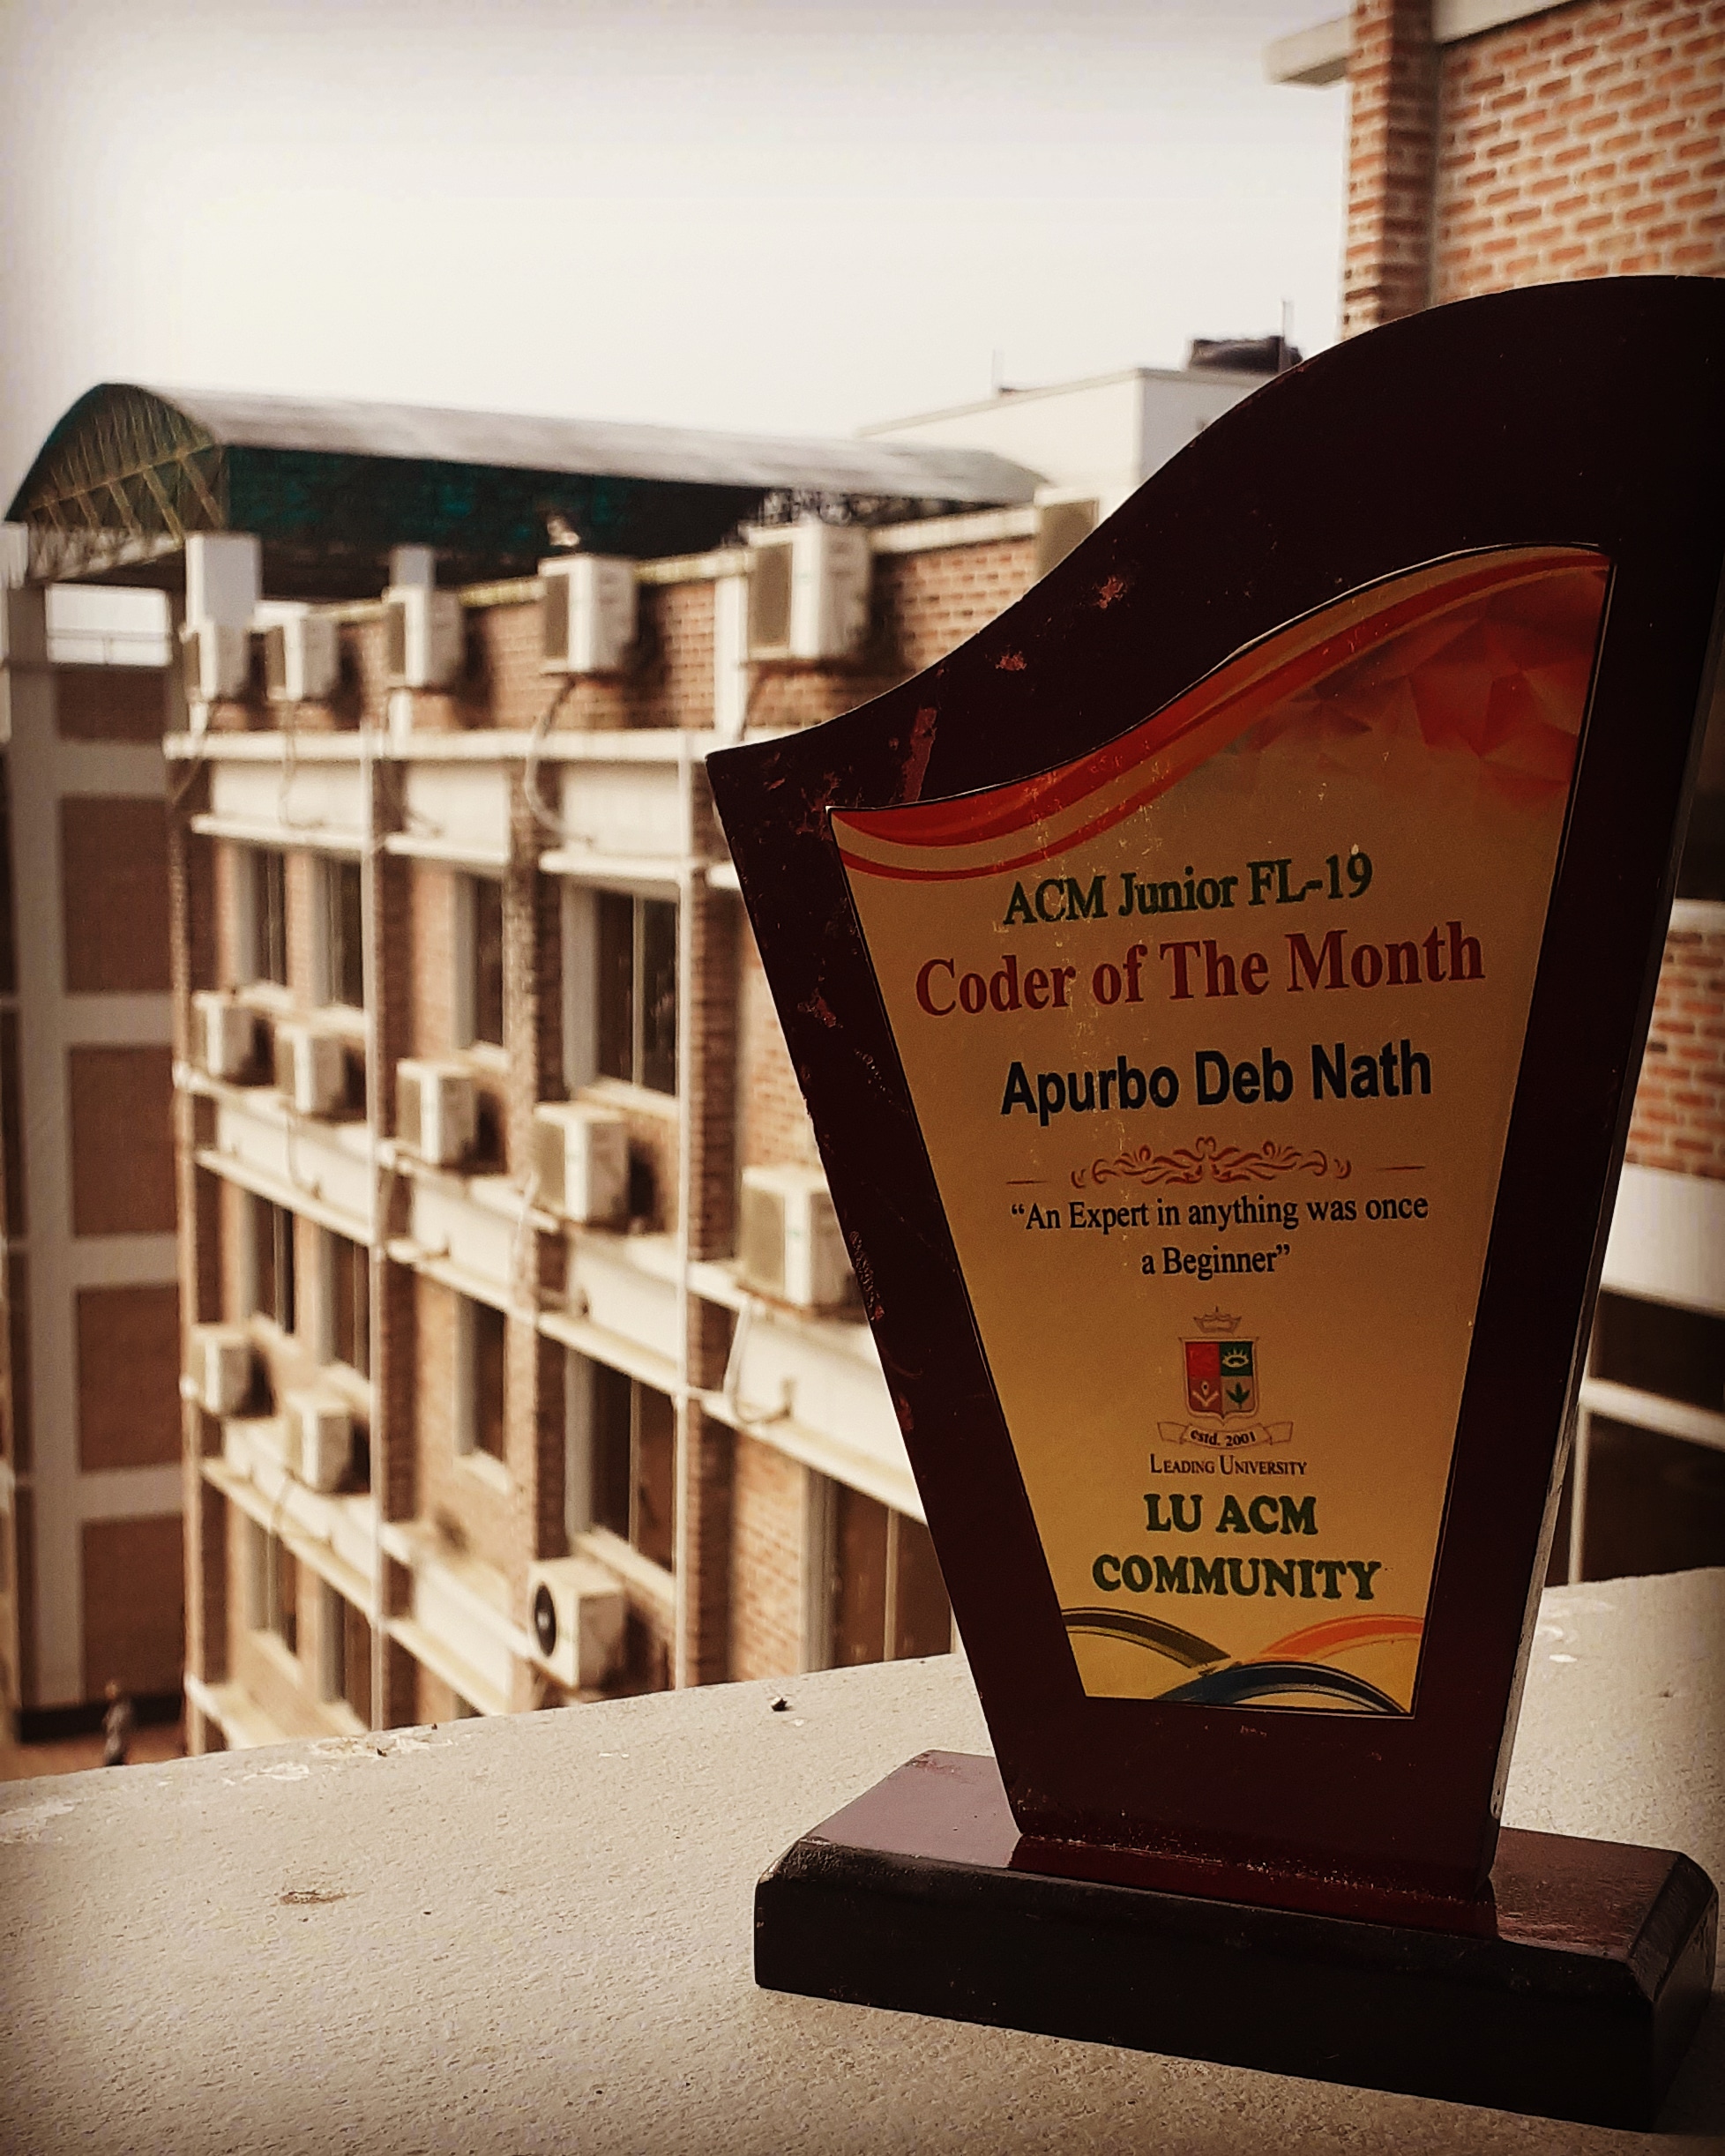 ACM Junior FL-19
Coder of The Month
Apurbo Deb Nath
“An Expert in anything was once
a Beginner”
estd. 2001
LEADING UNIVERSITY
LU ACM
COMMUNITY